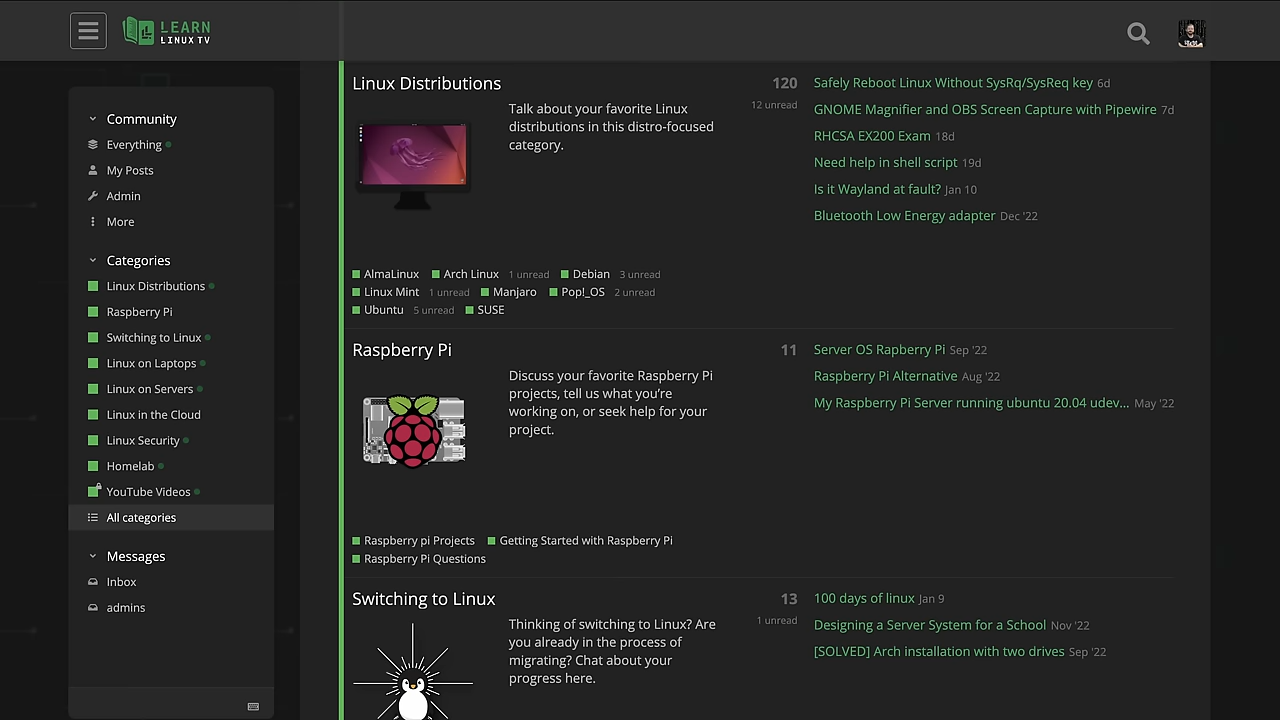 LEARN
LINUX TV
Community
Everything
My Posts
Admin
More
Categories
Linux Distributions
Raspberry Pi
Switching to Linux
Linux on Laptops
Linux on Servers
Linux in the Cloud
Linux Security
Homelab
YouTube Videos
All categories
Messages
Inbox
admins
Linux Distributions
Talk about your favorite Linux
distributions in this distro-focused
category.
120
12 unread
Safely Reboot Linux Without SysRq/SysReq key 6d
GNOME Magnifier and OBS Screen Capture with Pipewire 7d
RHCSA EX200 Exam 18d
Need help in shell script 19d
Is it Wayland at fault? Jan 10
Bluetooth Low Energy adapter Dec '22
AlmaLinux Arch Linux 1 unread Debian 3 unread
Linux Mint 1 unread Manjaro Pop!_OS 2 unread
Ubuntu 5 unread SUSE
Raspberry Pi
Discuss your favorite Raspberry Pi
projects, tell us what you're
working on, or seek help for your
project.
11
Server OS Rapberry Pi Sep '22
Raspberry Pi Alternative Aug '22
My Raspberry Pi Server running ubuntu 20.04 udev... May '22
Raspberry pi Projects Getting Started with Raspberry Pi
Raspberry Pi Questions
Switching to Linux
Thinking of switching to Linux? Are
you already in the process of
migrating? Chat about your
progress here.
13
1 unread
100 days of linux Jan 9
Designing a Server System for a School Nov '22
[SOLVED] Arch installation with two drives Sep '22